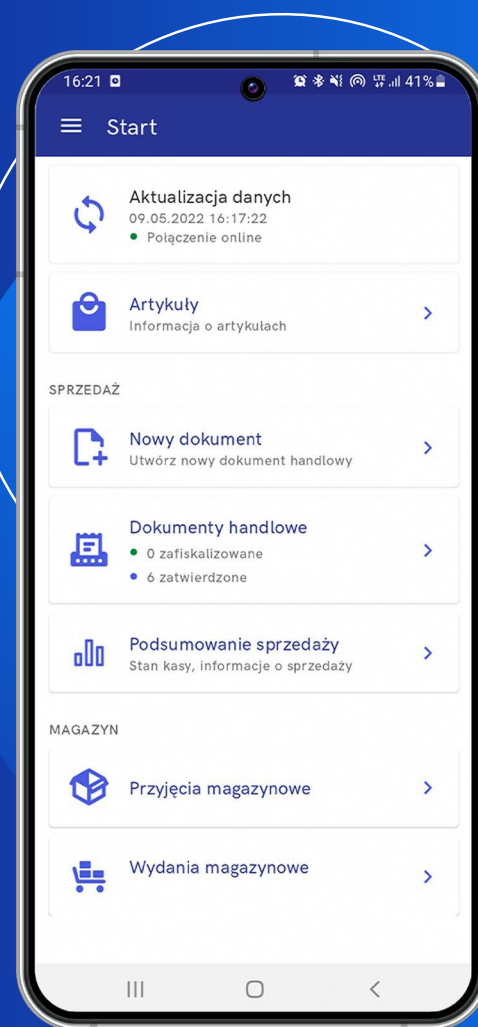 16:21 LTE 41%
Start
Aktualizacja danych
09.05.2022 16:17:22
Połączenie online
Artykuły
Informacja o artykułach
SPRZEDAŻ
Nowy dokument
Utwórz nowy dokument handlowy
Dokumenty handlowe
0 zafiskalizowane
6 zatwierdzone
Podsumowanie sprzedaży
Stan kasy, informacje o sprzedaży
MAGAZYN
Przyjęcia magazynowe
Wydania magazynowe